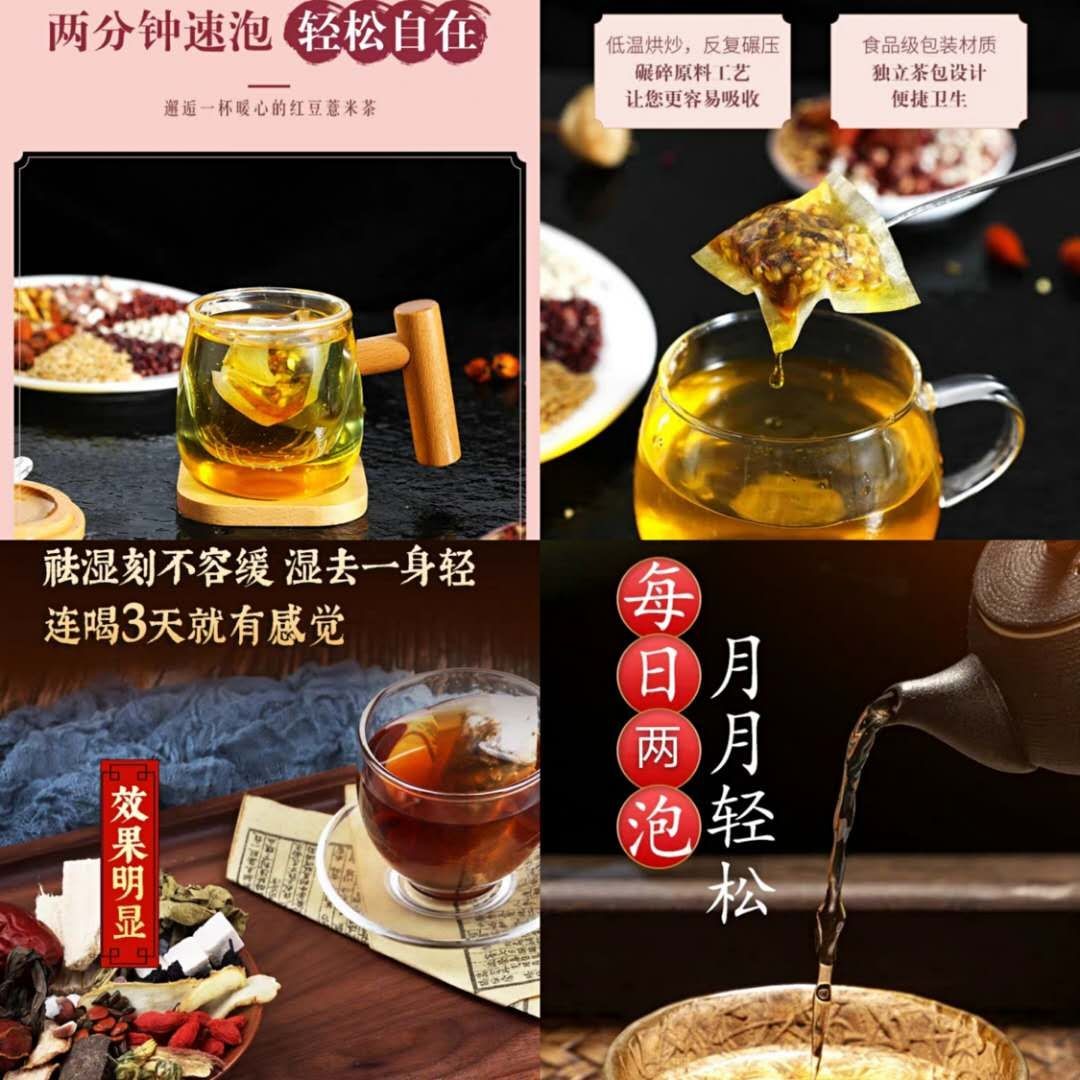 两分钟速泡 轻松自在
邂逅一杯暖心的红豆薏米茶
低温烘炒，反复碾压
碾碎原料工艺
让您更容易吸收
食品级包装材质
独立茶包设计
便捷卫生
祛湿刻不容缓 湿去一身轻
连喝3天就有感觉
效果明显
每日两泡
月月轻松